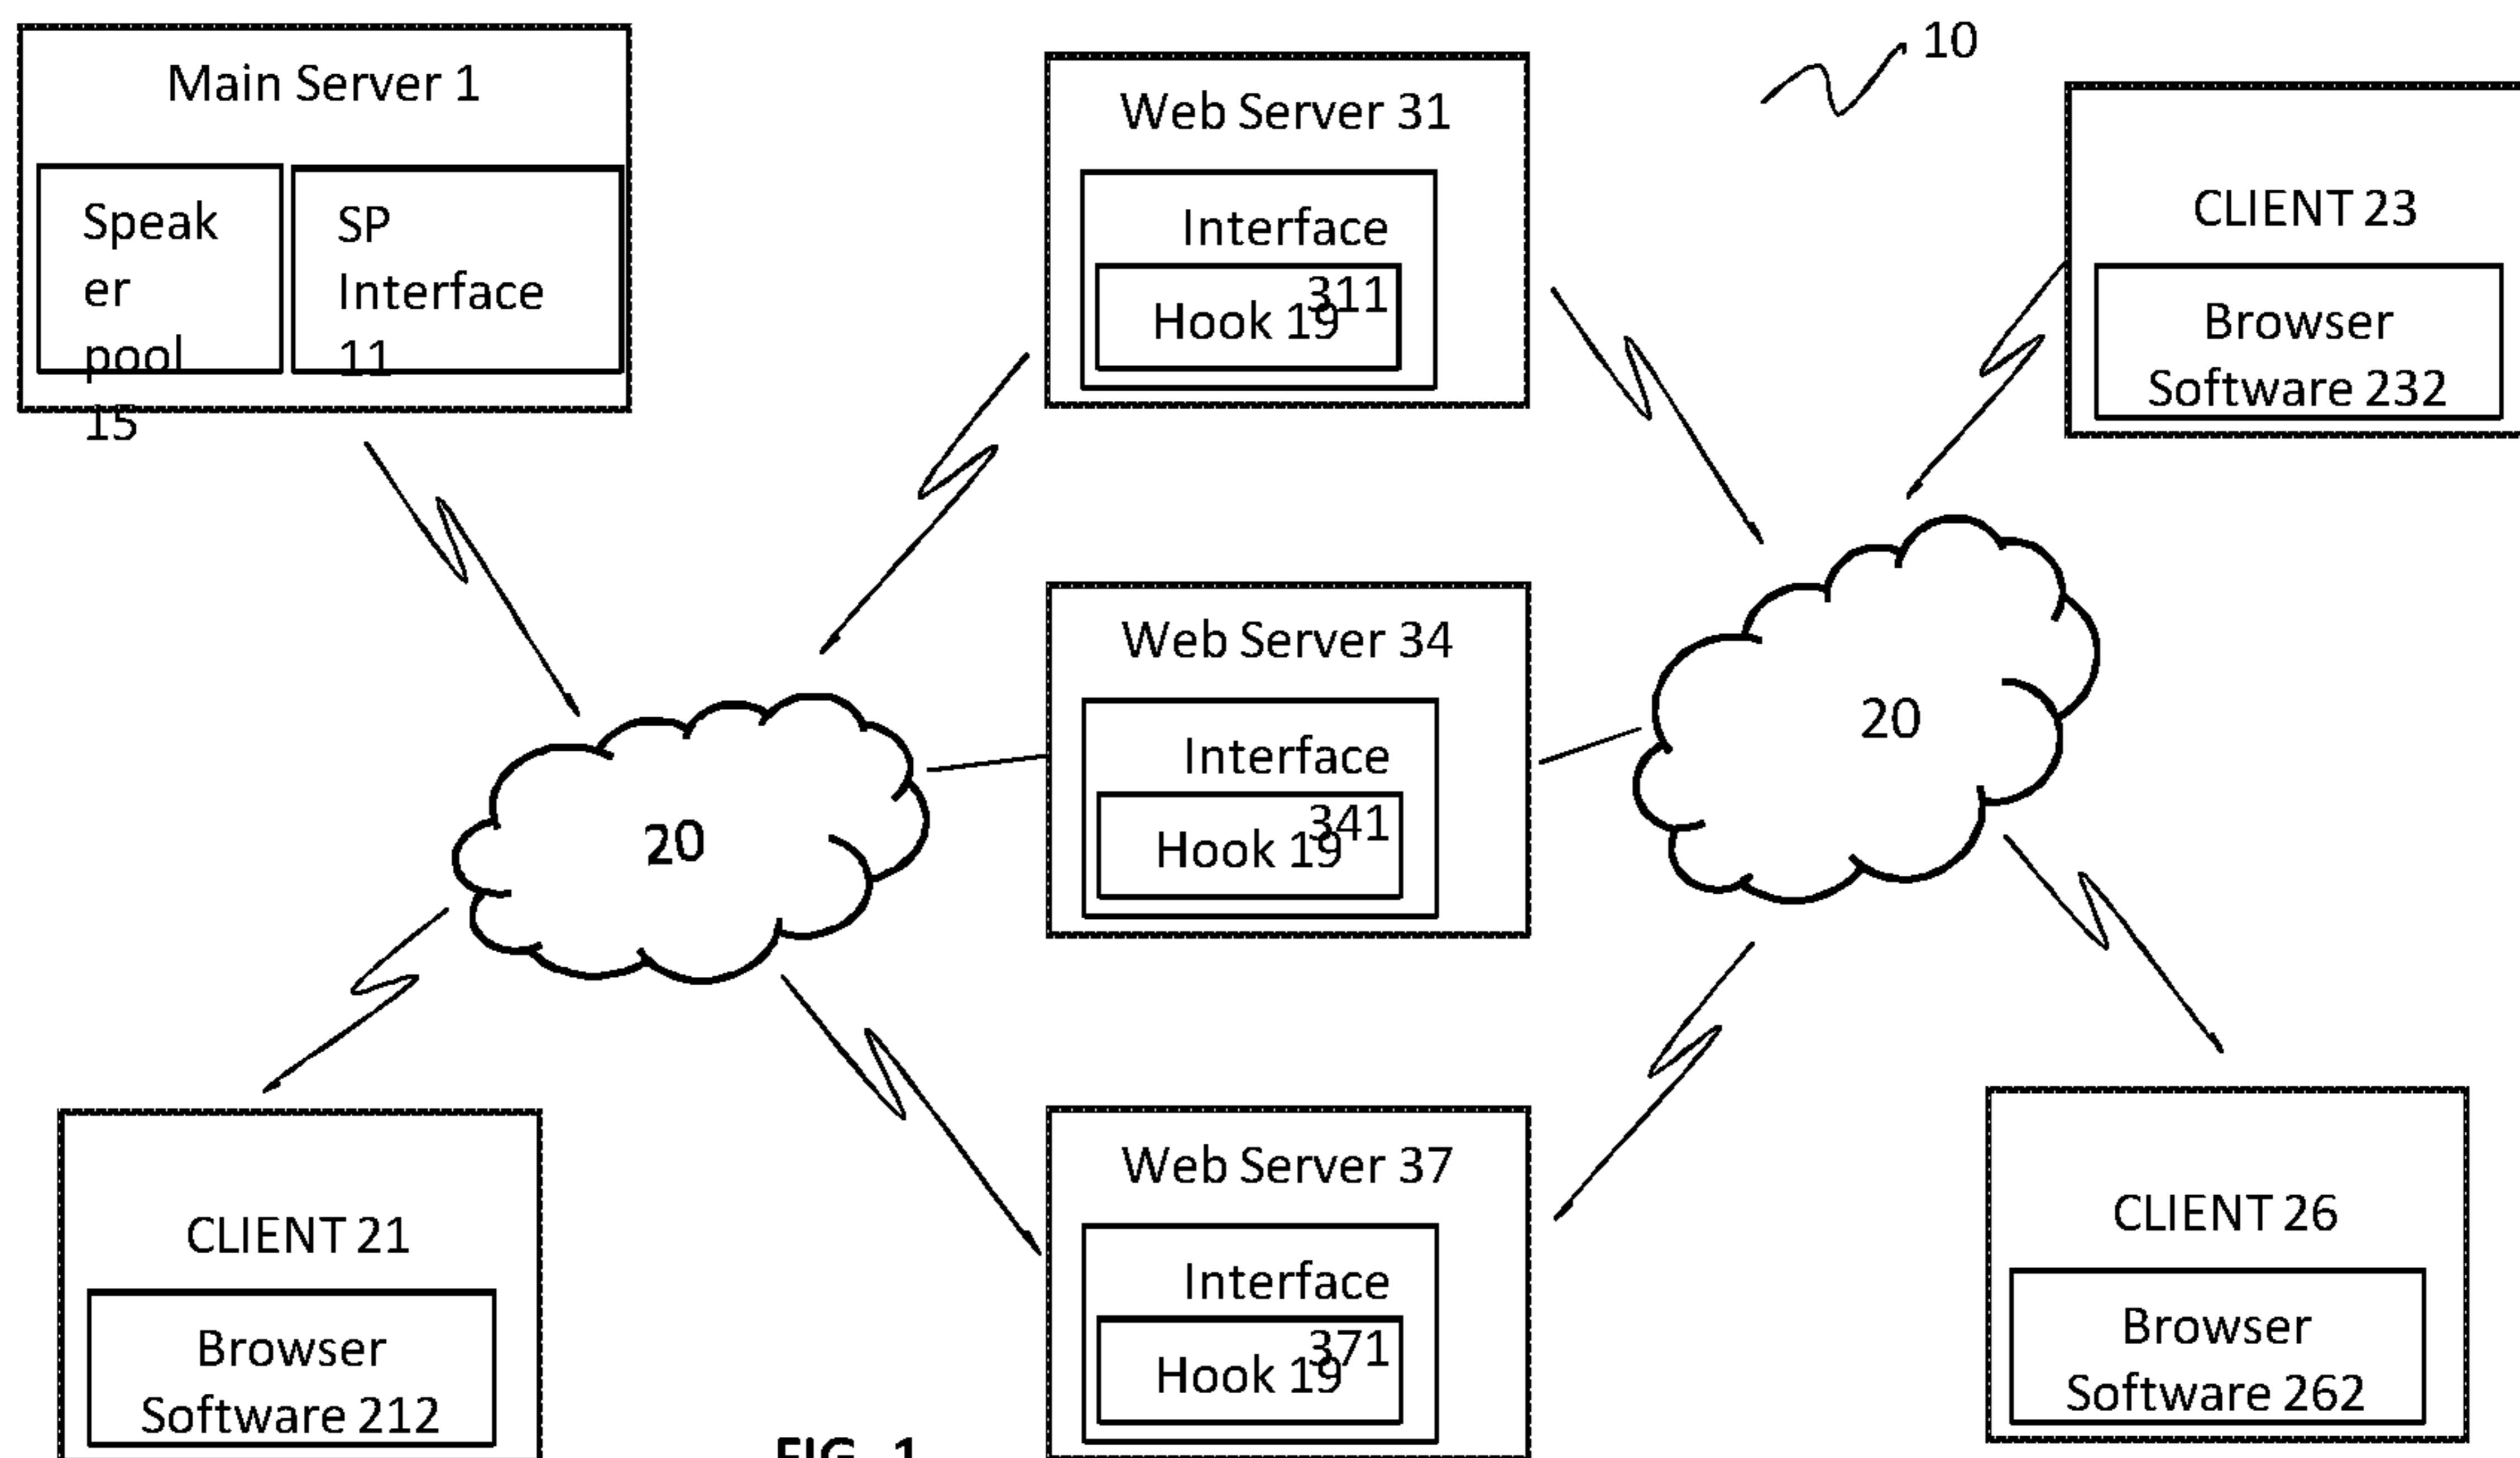 Main Server 1
Speak
er
pool
15
SP
Interface
11
Web Server 31
Interface
311
Hook 19
10
CLIENT 23
Browser
Software 232
Web Server 34
Interface
341
Hook 19
20
20
CLIENT 21
Browser
Software 212
Web Server 37
Interface
371
Hook 19
CLIENT 26
Browser
Software 262
FIG. 1